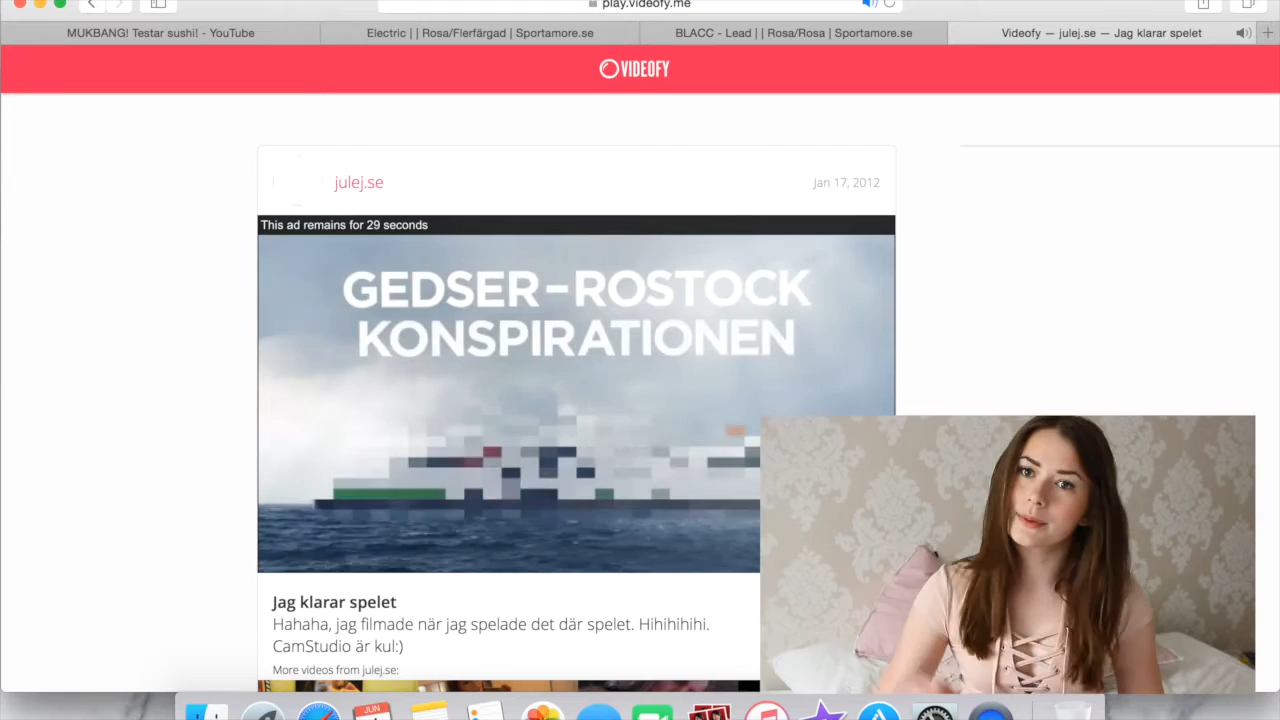 play.videofy.me
MUKBANG! Testar sushi! - YouTube
Electric | | Rosa/Flerfärgad | Sportamore.se
BLACC - Lead | | Rosa/Rosa | Sportamore.se
Videofy — julej.se — Jag klarar spelet
VIDEOFY
julej.se
Jan 17, 2012
This ad remains for 29 seconds
GEDSER-ROSTOCK
KONSPIRATIONEN
Jag klarar spelet
Hahaha, jag filmade när jag spelade det där spelet. Hihihihihi.
CamStudio är kul:)
More videos from julej.se:
JUN